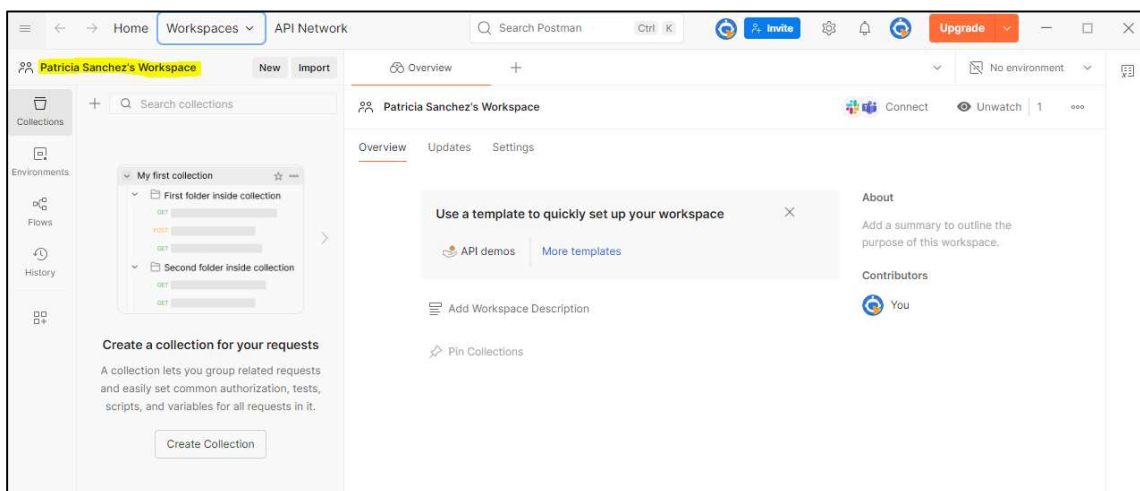 Home Workspaces API Network Search Postman Ctrl K Invite Upgrade
Patricia Sanchez's Workspace New Import Overview No environment
Collections
Search collections
Patricia Sanchez's Workspace Connect Unwatch 1
Environments
Flows
History
My first collection
First folder inside collection
GET
POST
GET
Second folder inside collection
GET
GET
Create a collection for your requests
A collection lets you group related requests
and easily set common authorization, tests,
scripts, and variables for all requests in it.
Create Collection
Overview Updates Settings
Use a template to quickly set up your workspace
API demos More templates
Add Workspace Description
Pin Collections
About
Add a summary to outline the
purpose of this workspace.
Contributors
You